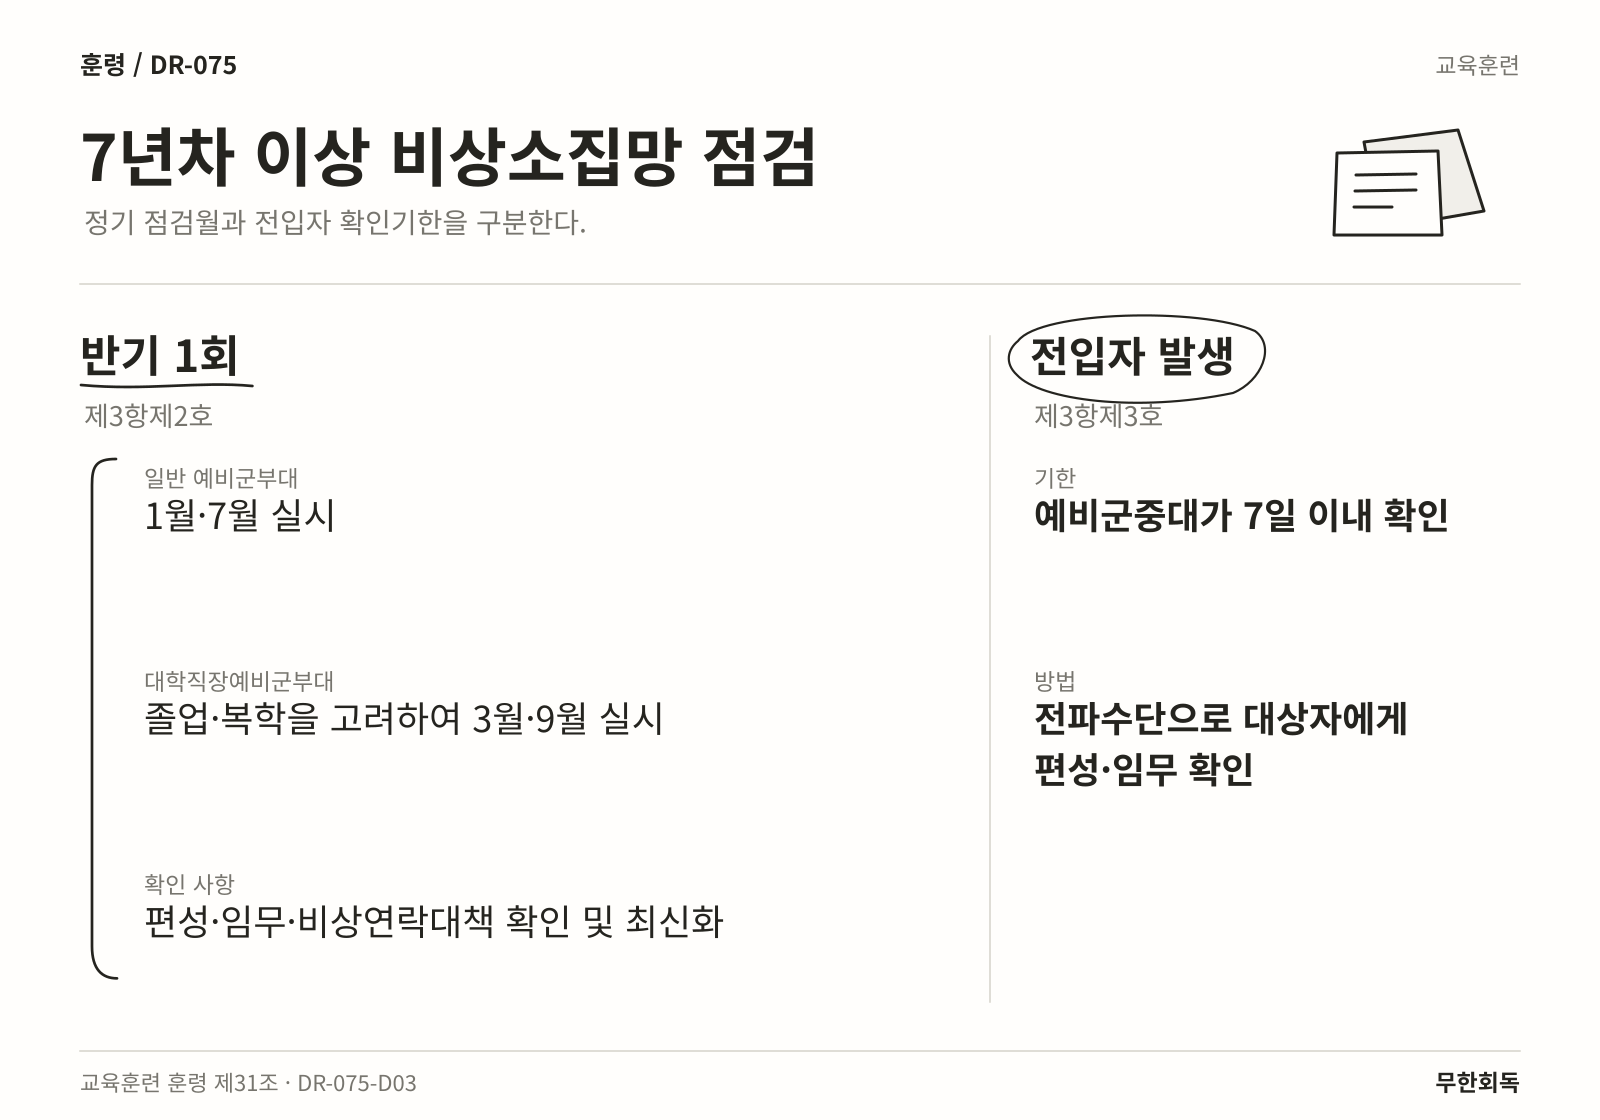 훈령 / DR-075
교육훈련
7년차 이상 비상소집망 점검
정기 점검월과 전입자 확인기한을 구분한다.
반기 1회
제3항제2호
일반 예비군부대
1월·7월 실시
대학직장예비군부대
졸업·복학을 고려하여 3월·9월 실시
확인 사항
편성·임무·비상연락대책 확인 및 최신화
전입자 발생
제3항제3호
기한
예비군중대가 7일 이내 확인
방법
전파수단으로 대상자에게
편성·임무 확인
교육훈련 훈령 제31조 · DR-075-D03
무한회독